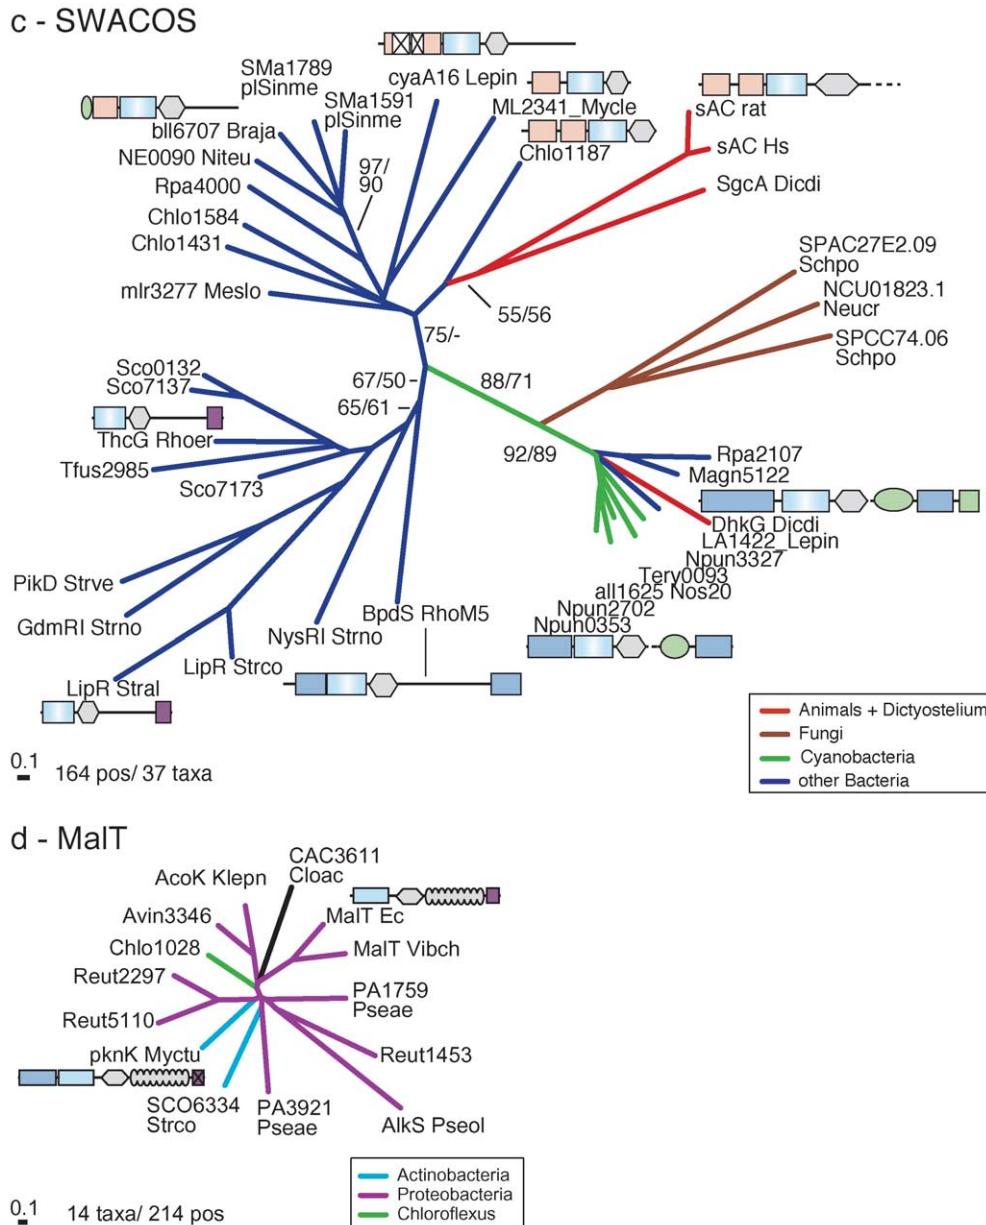 c - SWACOS
SMa1789
plSinme
SMa1591
plSinme
cyaA16 Lepin
ML2341_Mycle
Chlo1187
sAC rat
sAC Hs
SgcA Dicdi
bll6707 Braja
NE0090 Niteu
Rpa4000
Chlo1584
Chlo1431
mlr3277 Meslo
97/
90
55/56
75/-
SPAC27E2.09
Schpo
NCU01823.1
Neucr
SPCC74.06
Schpo
67/50
65/61
88/71
92/89
Sco0132
Sco7137
ThcG Rhoer
Tfus2985
Sco7173
PikD Strve
GdmRI Strno
LipR Stral
LipR Strco
NysRI Strno
BpdS RhoM5
Rpa2107
Magn5122
DhkG_Dicdi
LA1422_Lepin
Npun3327
Tery0093
all1625 Nos20
Npun2702
Npun0353
Animals + Dictyostelium
Fungi
Cyanobacteria
other Bacteria
0.1
164 pos/ 37 taxa
d - MalT
CAC3611
Cloac
AcoK Klepn
Avin3346
Chlo1028
Reut2297
Reut5110
pknK Myctu
SCO6334
Strco
PA3921
Pseae
AlkS Pseol
Reut1453
PA1759
Pseae
MalT Vibch
MalT Ec
Actinobacteria
Proteobacteria
Chloroflexus
0.1
14 taxa/ 214 pos